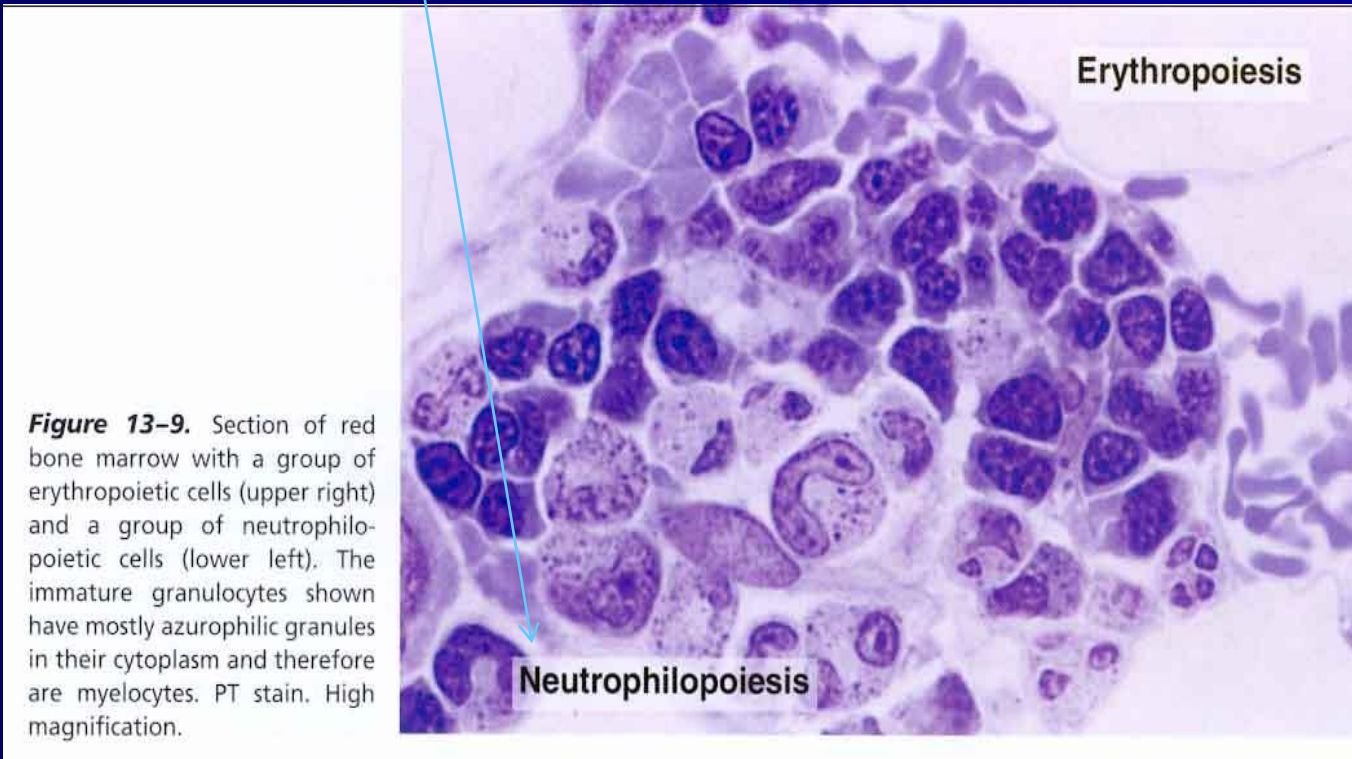 Erythropoiesis
Figure 13–9. Section of red
bone marrow with a group of
erythropoietic cells (upper right)
and a group of neutrophilo-
poietic cells (lower left). The
immature granulocytes shown
have mostly azurophilic granules
in their cytoplasm and therefore
are myelocytes. PT stain. High
magnification.
Neutrophilopoiesis